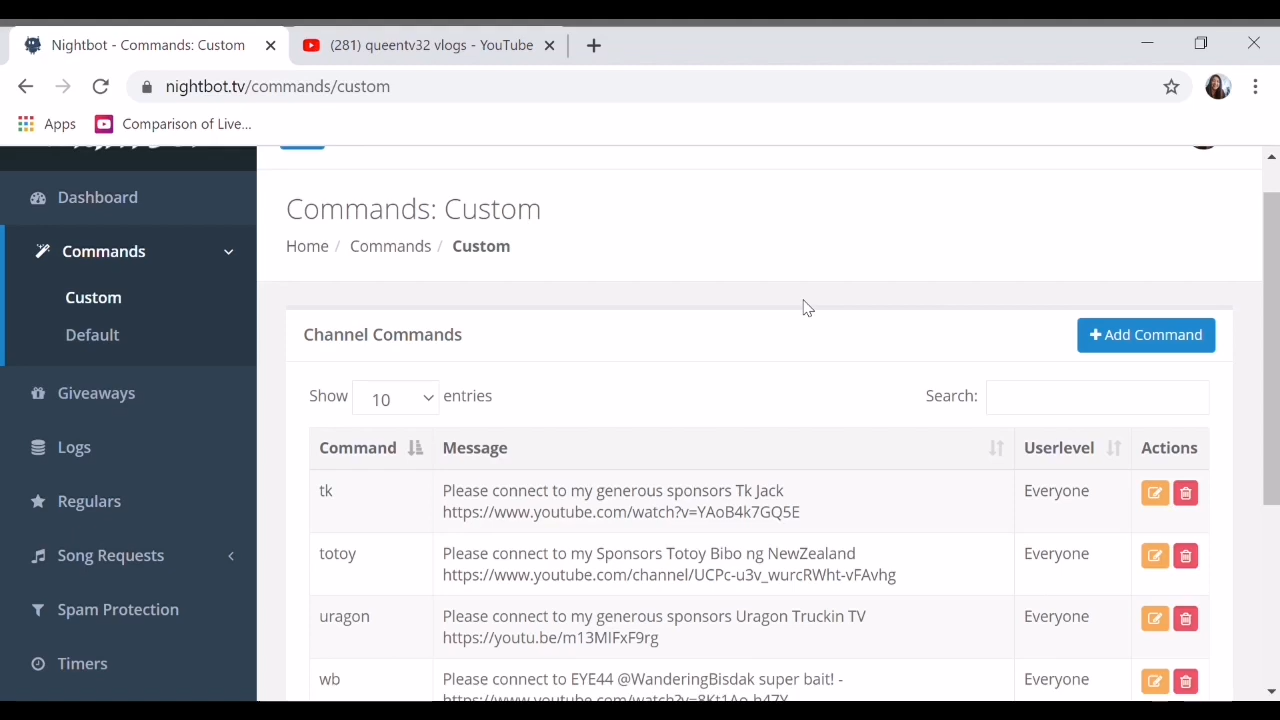 Nightbot - Commands: Custom
(281) queentv32 vlogs - YouTube
nightbot.tv/commands/custom
Apps
Comparison of Live...
Dashboard
Commands
Custom
Default
Giveaways
Logs
Regulars
Song Requests
Spam Protection
Timers
Commands: Custom
Home / Commands / Custom
Channel Commands
+ Add Command
Show 10 entries
Search:
Command Message Userlevel Actions
tk Please connect to my generous sponsors Tk Jack Everyone
https://www.youtube.com/watch?v=YAoB4k7GQ5E
totoy Please connect to my Sponsors Totoy Bibo ng NewZealand Everyone
https://www.youtube.com/channel/UCPc-u3v_wurcRWht-vFAvhg
uragon Please connect to my generous sponsors Uragon Truckin TV Everyone
https://youtu.be/m13MIFxF9rg
wb Please connect to EYE44 @WanderingBisdak super bait! - Everyone